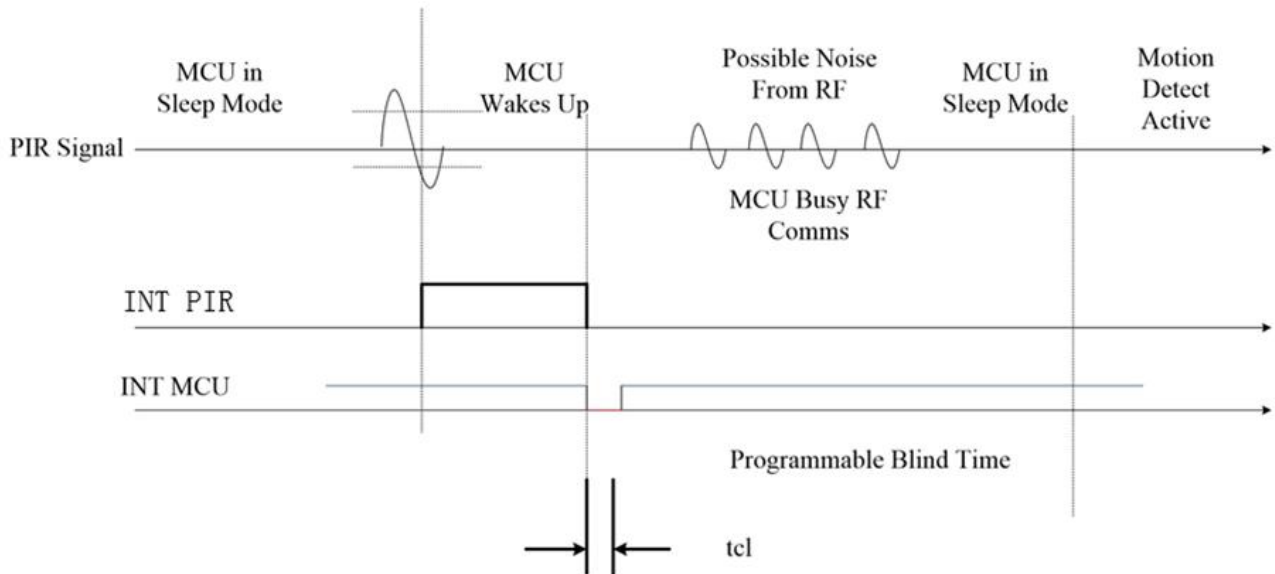 MCU in
Sleep Mode
MCU
Wakes Up
Possible Noise
From RF
MCU in
Sleep Mode
Motion
Detect
Active
PIR Signal
MCU Busy RF
Comms
INT PIR
INT MCU
Programmable Blind Time
tcl